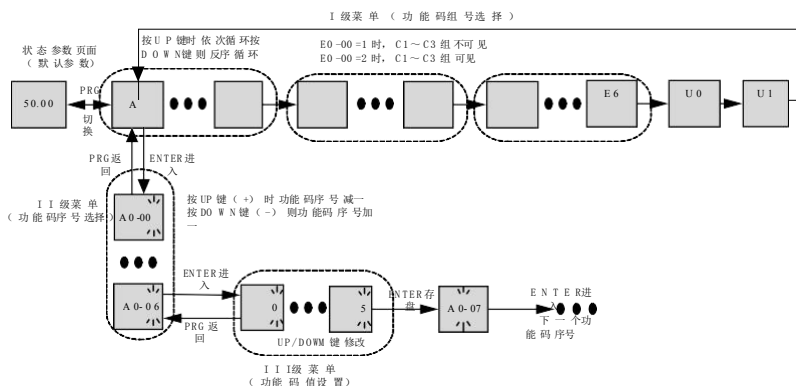 I 级菜单（功能码组号选择）
按UP键时依次循环按
DOWN键则反序循环
E0-00=1时，C1～C3组不可见
E0-00=2时，C1～C3组可见
状态参数页面
（默认参数）
50.00
PRG
切换
A
E6
U0
U1
PRG返
回
ENTER进
入
II级菜单
（功能码序号选择）
A0-00
按UP键（+）时功能码序号减一
按DOWN键（-）则功能码序号加
一
A0-06
ENTER进
入
PRG返
回
0
5
UP/DOWM键修改
ENTER存
盘
A0-07
ENTER进
入
下一个功
能码序号
III级菜单
（功能码值设置）